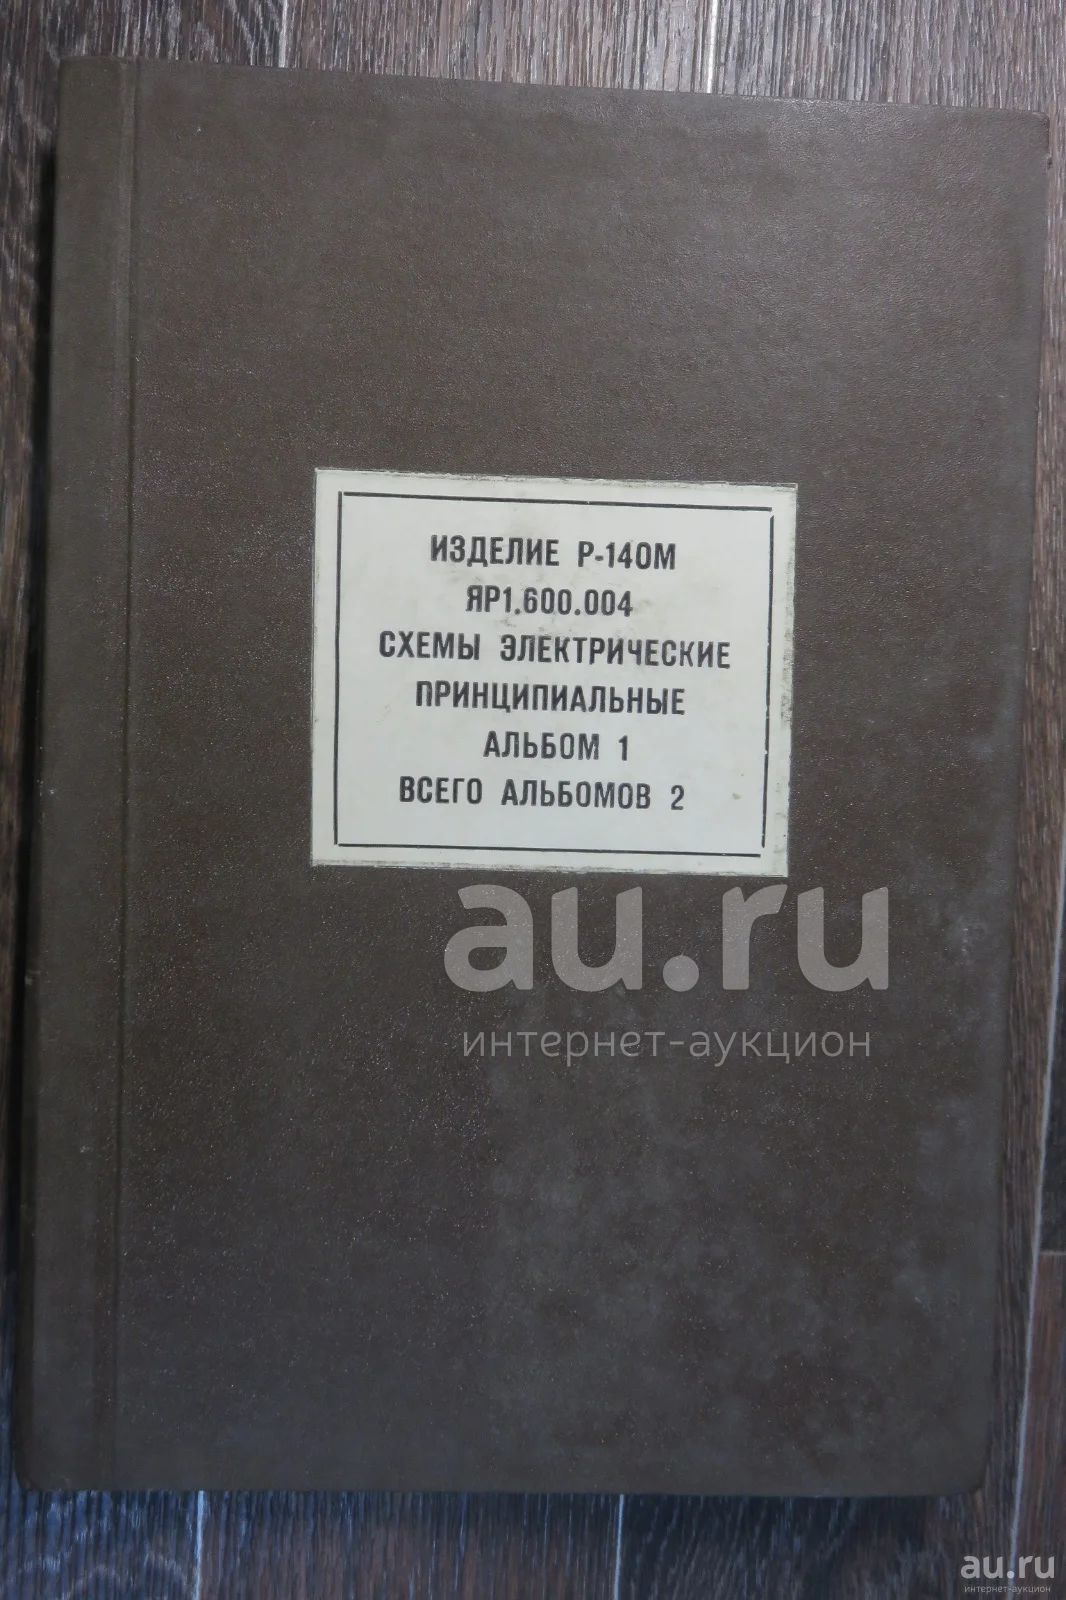 ИЗДЕЛИЕ Р-140М
ЯР1.600.004
СХЕМЫ ЭЛЕКТРИЧЕСКИЕ
ПРИНЦИПИАЛЬНЫЕ
АЛЬБОМ 1
ВСЕГО АЛЬБОМОВ 2
au.ru
интернет-аукцион
au.ru
интернет-аукцион